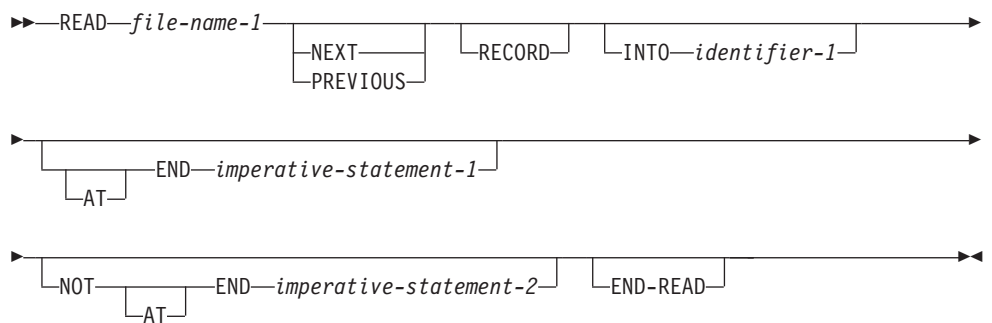 READ file-name-1 NEXT RECORD INTO identifier-1
PREVIOUS
END imperative-statement-1
AT
NOT END imperative-statement-2 END-READ
AT